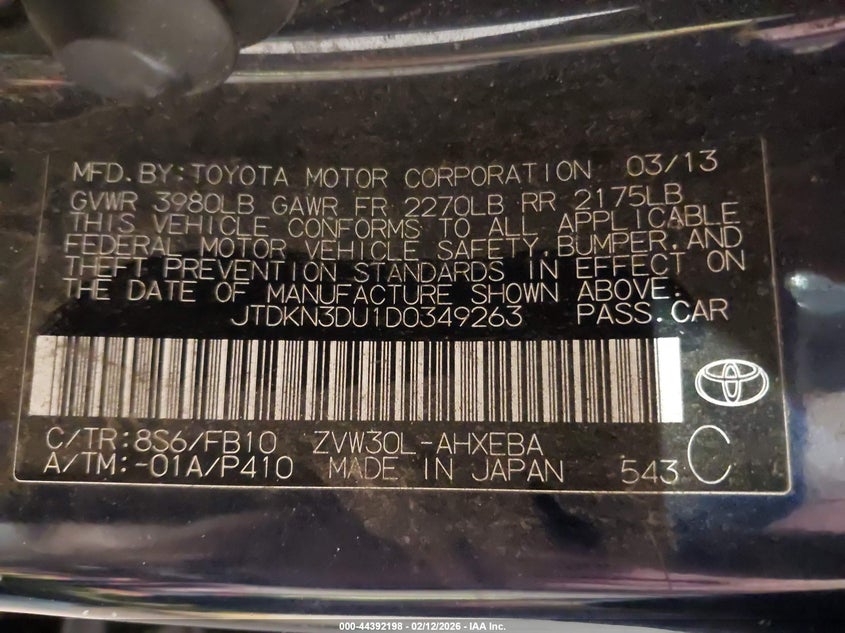 MFD. BY: TOYOTA MOTOR CORPORATION 03/13
GVWR 3980LB GAWR FR 2270LB RR 2175LB
THIS VEHICLE CONFORMS TO ALL APPLICABLE
FEDERAL MOTOR VEHICLE SAFETY, BUMPER, AND
THEFT PREVENTION STANDARDS IN EFFECT ON
THE DATE OF MANUFACTURE SHOWN ABOVE.
JTDKN3DU1D0349263 PASS. CAR
C/TR: 8S6/FB10 ZVW30L-AHXEBA
A/TM: -01A/P410 MADE IN JAPAN 543 C
000-44392198 - 02/12/2026 - IAA Inc.